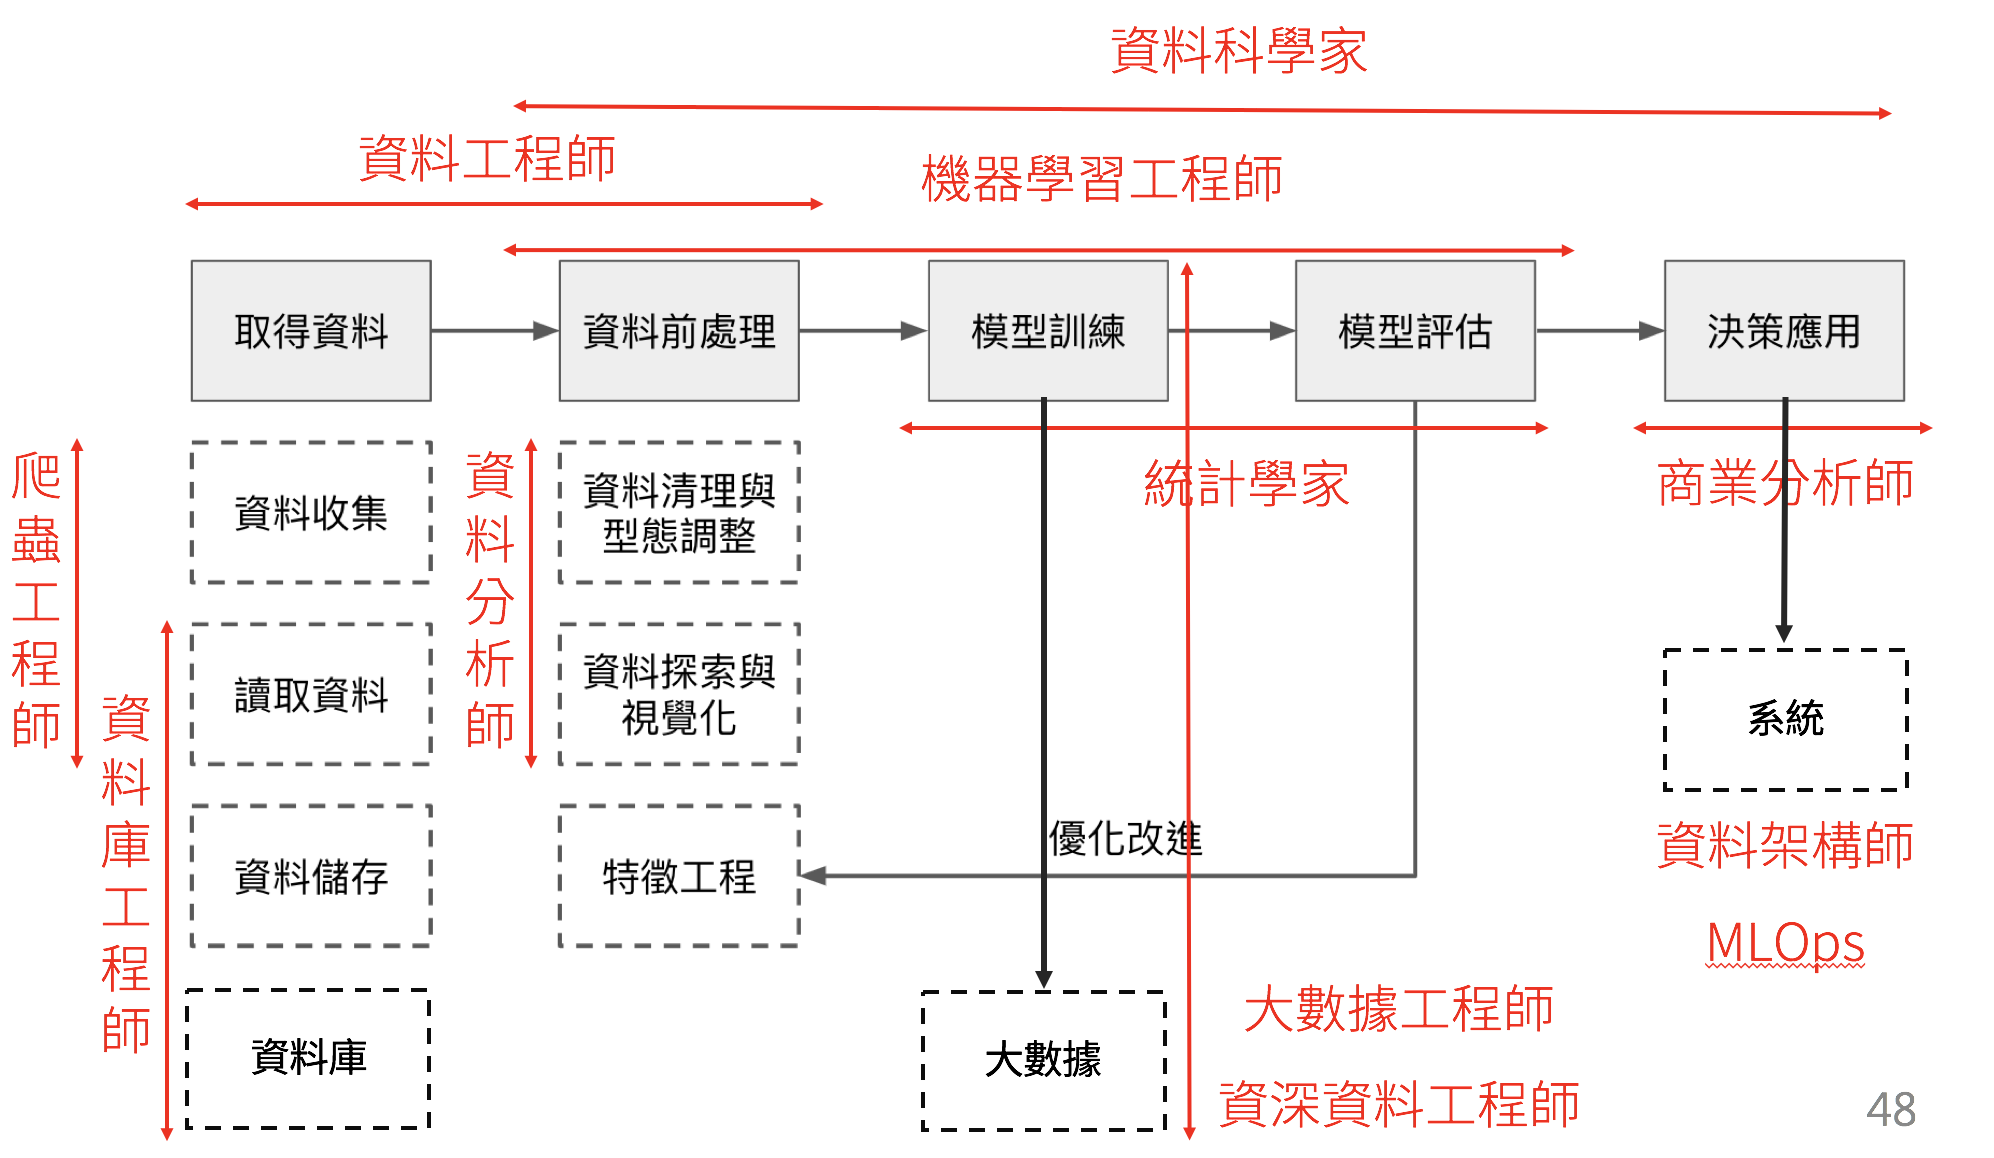 資料科學家
資料工程師
機器學習工程師
取得資料
資料前處理
模型訓練
模型評估
決策應用
爬蟲工程師
資料庫工程師
資料收集
讀取資料
資料儲存
資料庫
資料分析師
資料清理與
型態調整
資料探索與
視覺化
特徵工程
統計學家
優化改進
大數據
大數據工程師
資深資料工程師
商業分析師
系統
資料架構師
MLOps
48